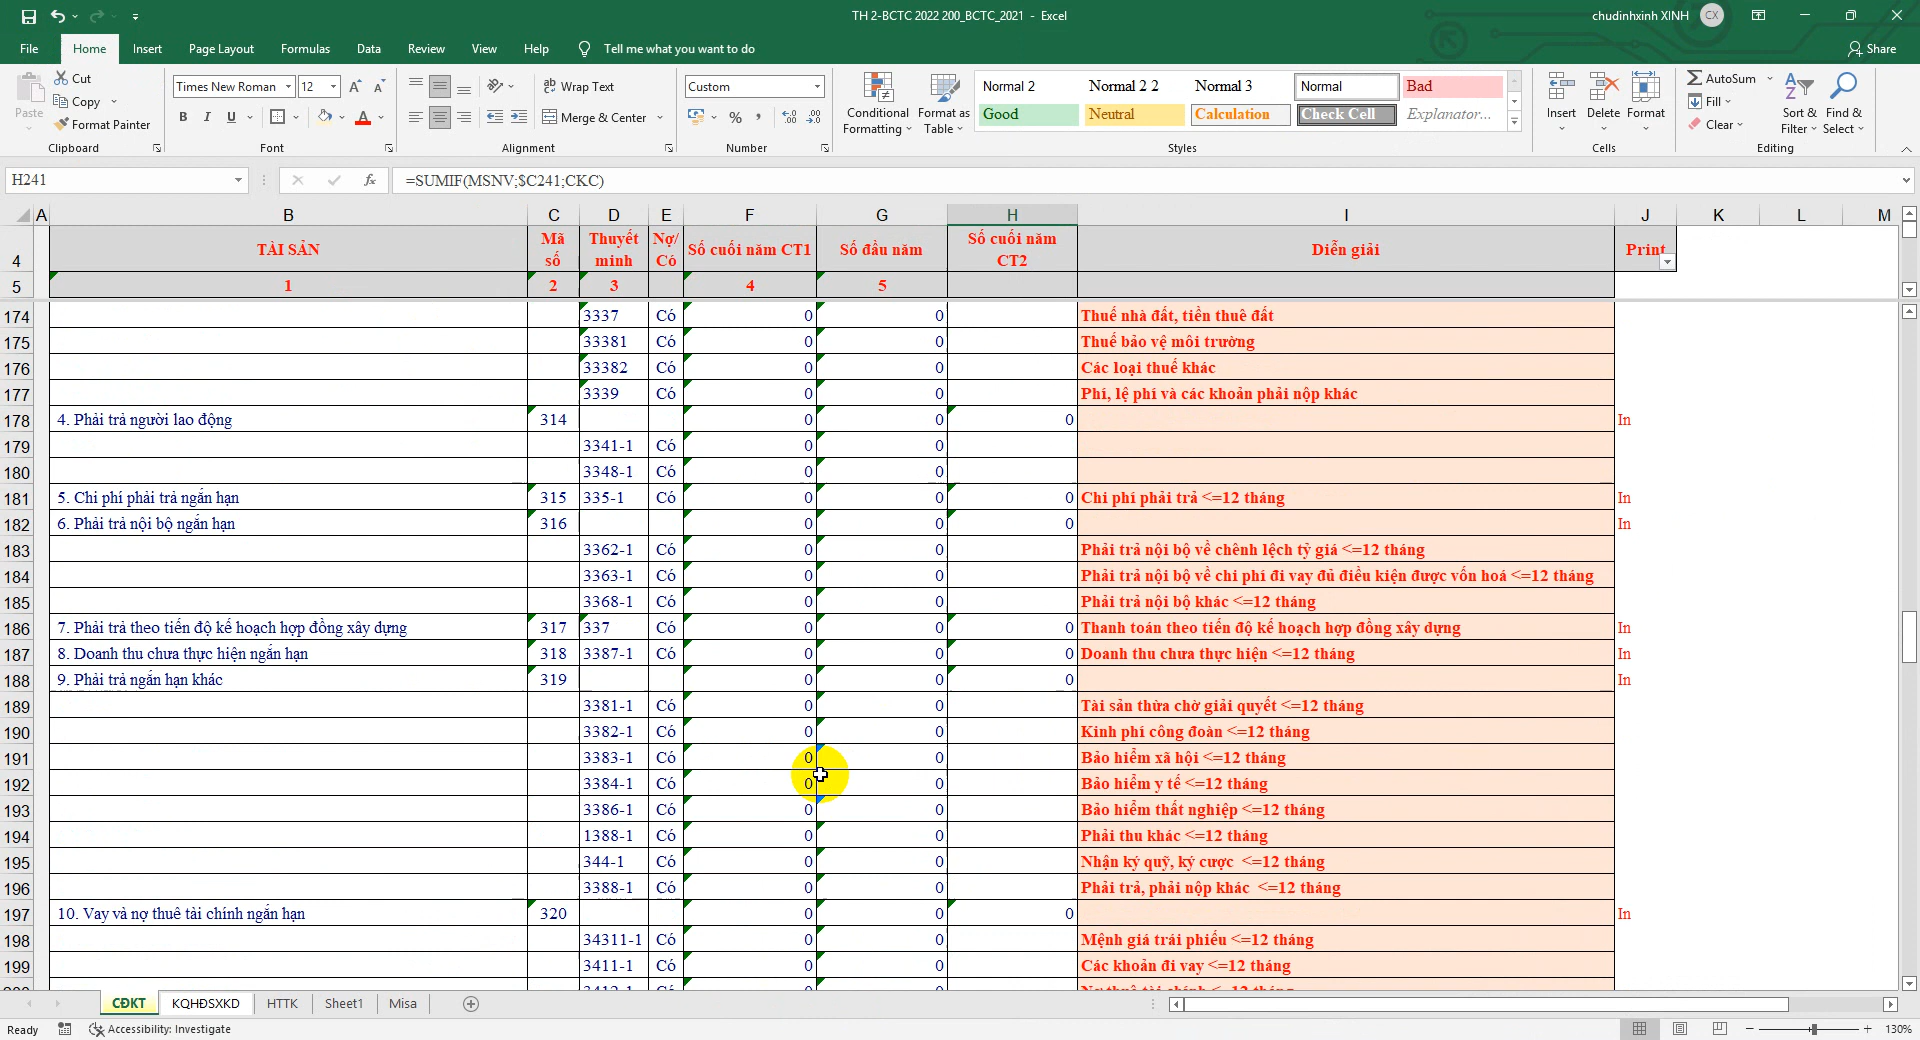 TH 2-BCTC 2022 200_BCTC_2021 - Excel
chudinhxinh XINH CX
File Home Insert Page Layout Formulas Data Review View Help Tell me what you want to do Share
Paste
Cut
Copy
Format Painter
Clipboard
Times New Roman 12
B I U
Font
Wrap Text
Merge & Center
Alignment
Custom
Number
Conditional Formatting
Format as Table
Normal 2 Normal 2 2 Normal 3 Normal Bad
Good Neutral Calculation Check Cell Explanator...
Styles
Insert Delete Format
Cells
AutoSum
Fill
Clear
Sort & Filter
Find & Select
Editing
H241 fx =SUMIF(MSNV;$C241;CKC)
A B C D E F G H I J K L M
4 TÀI SẢN Mã số Thuyết minh Nợ/ Có Số cuối năm CT1 Số đầu năm Số cuối năm CT2 Diễn giải Print
5 1 2 3 4 5
174 3337 Có 0 0 Thuế nhà đất, tiền thuê đất
175 33381 Có 0 0 Thuế bảo vệ môi trường
176 33382 Có 0 0 Các loại thuế khác
177 3339 Có 0 0 Phí, lệ phí và các khoản phải nộp khác
178 4. Phải trả người lao động 314 0 0 0 In
179 3341-1 Có 0 0
180 3348-1 Có 0 0
181 5. Chi phí phải trả ngắn hạn 315 335-1 Có 0 0 0 Chi phí phải trả <=12 tháng In
182 6. Phải trả nội bộ ngắn hạn 316 0 0 0 In
183 3362-1 Có 0 0 Phải trả nội bộ về chênh lệch tỷ giá <=12 tháng
184 3363-1 Có 0 0 Phải trả nội bộ về chi phí đi vay đủ điều kiện được vốn hoá <=12 tháng
185 3368-1 Có 0 0 Phải trả nội bộ khác <=12 tháng
186 7. Phải trả theo tiến độ kế hoạch hợp đồng xây dựng 317 337 Có 0 0 0 Thanh toán theo tiến độ kế hoạch hợp đồng xây dựng In
187 8. Doanh thu chưa thực hiện ngắn hạn 318 3387-1 Có 0 0 0 Doanh thu chưa thực hiện <=12 tháng In
188 9. Phải trả ngắn hạn khác 319 0 0 0 In
189 3381-1 Có 0 0 Tài sản thừa chờ giải quyết <=12 tháng
190 3382-1 Có 0 0 Kinh phí công đoàn <=12 tháng
191 3383-1 Có 0 0 Bảo hiểm xã hội <=12 tháng
192 3384-1 Có 0 0 Bảo hiểm y tế <=12 tháng
193 3386-1 Có 0 0 Bảo hiểm thất nghiệp <=12 tháng
194 1388-1 Có 0 0 Phải thu khác <=12 tháng
195 344-1 Có 0 0 Nhận ký quỹ, ký cược <=12 tháng
196 3388-1 Có 0 0 Phải trả, phải nộp khác <=12 tháng
197 10. Vay và nợ thuê tài chính ngắn hạn 320 0 0 0 In
198 34311-1 Có 0 0 Mệnh giá trái phiếu <=12 tháng
199 3411-1 Có 0 0 Các khoản đi vay <=12 tháng
CĐKT KQHĐSXKD HTTK Sheet1 Misa
Ready Accessibility: Investigate 130%